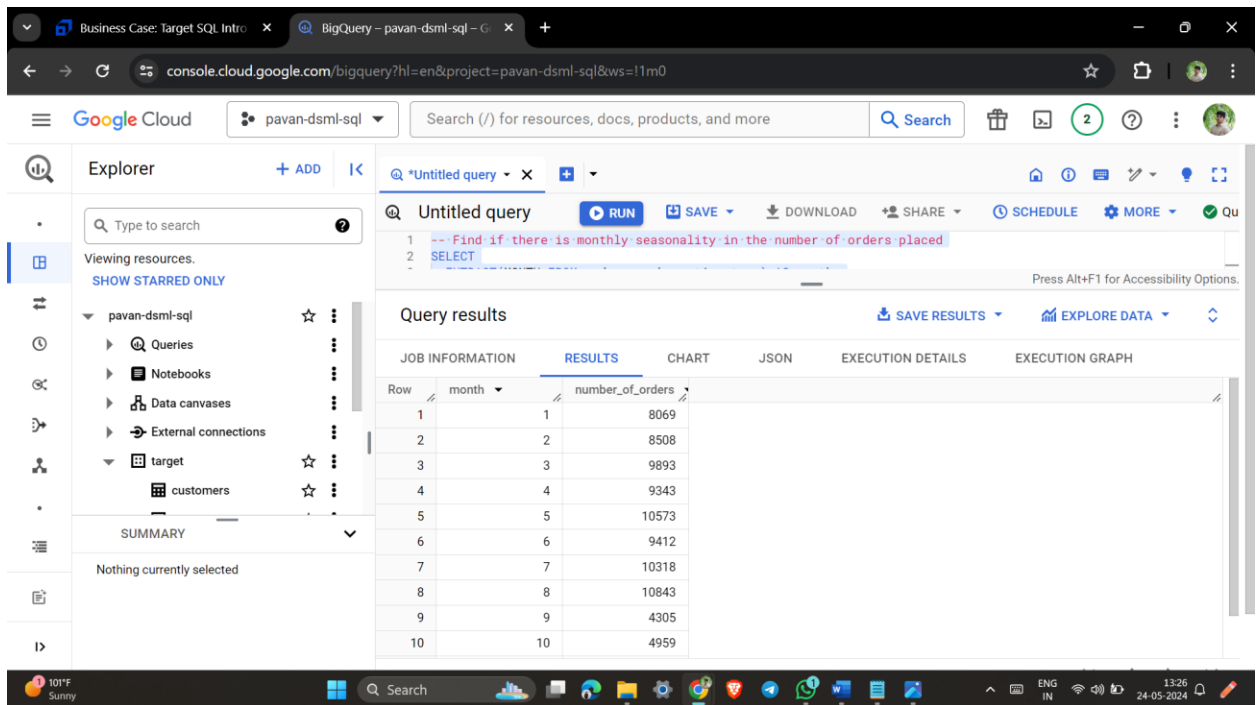 Business Case: Target SQL Intro
BigQuery – pavan-dsml-sql – G
console.cloud.google.com/bigquery?hl=en&project=pavan-dsml-sql&ws=!1m0
Google Cloud
pavan-dsml-sql
Search (/) for resources, docs, products, and more
Search
2
Explorer
+ ADD
*Untitled query
Type to search
Untitled query
RUN
SAVE
DOWNLOAD
SHARE
SCHEDULE
MORE
Qu
1 -- Find if there is monthly seasonality in the number of orders placed
2 SELECT
Viewing resources.
SHOW STARRED ONLY
Press Alt+F1 for Accessibility Options.
pavan-dsml-sql
Queries
Notebooks
Data canvases
External connections
target
customers
SUMMARY
Nothing currently selected
Query results
SAVE RESULTS
EXPLORE DATA
JOB INFORMATION RESULTS CHART JSON EXECUTION DETAILS EXECUTION GRAPH
Row month number_of_orders
1 1 8069
2 2 8508
3 3 9893
4 4 9343
5 5 10573
6 6 9412
7 7 10318
8 8 10843
9 9 4305
10 10 4959
1
101°F
Sunny
Search
ENG
IN
13:26
24-05-2024